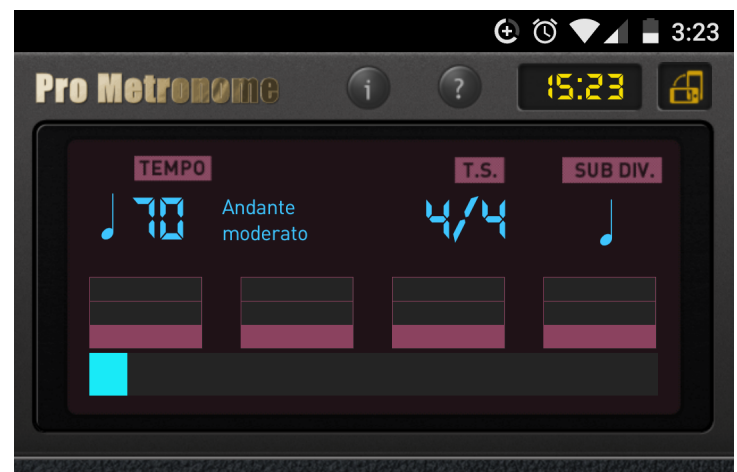 3:23
Pro Metronome
i
?
15:23
TEMPO
T.S.
SUB DIV.
70
Andante
moderato
4/4